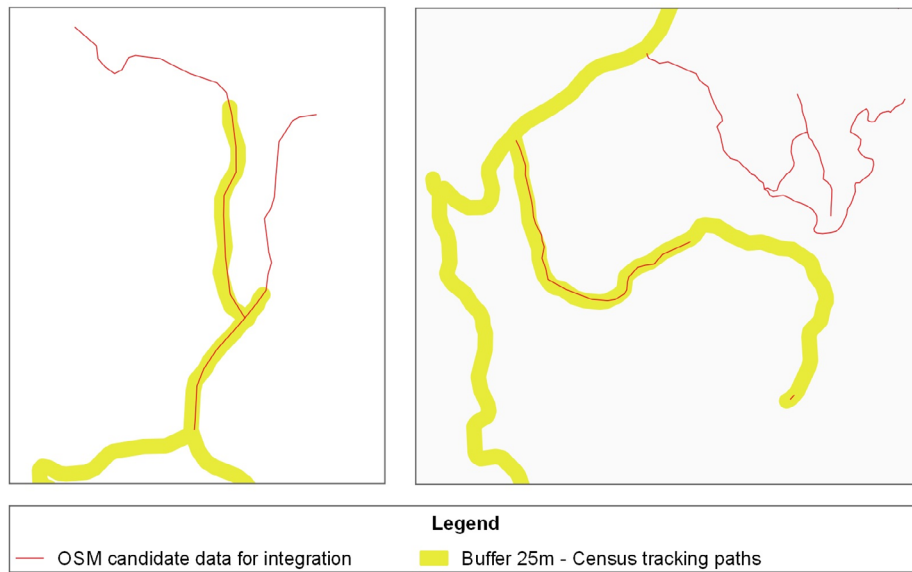 Legend
OSM candidate data for integration
Buffer 25m - Census tracking paths